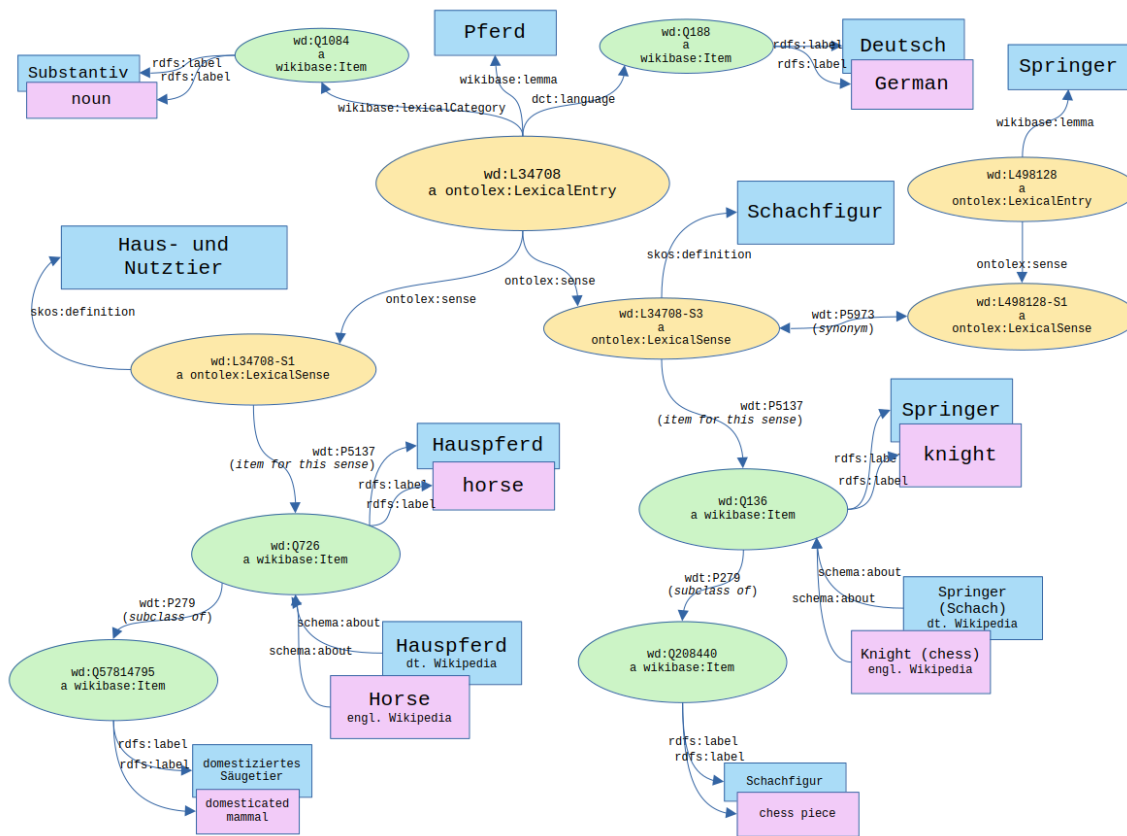 Pferd
wd:Q1084
a
wikibase:Item
rdfs:label
rdfs:label
Substantiv
noun
wd:Q188
a
wikibase:Item
rdfs:label
rdfs:label
Deutsch
German
Springer
wikibase:lemma
dct:language
wikibase:lexicalCategory
wikibase:lemma
wd:L34708
a ontolex:LexicalEntry
wd:L498128
a
ontolex:LexicalEntry
Schachfigur
Haus- und
Nutztier
skos:definition
ontolex:sense
ontolex:sense
ontolex:sense
skos:definition
wd:L34708-S3
a
ontolex:LexicalSense
wdt:P5973
(synonym)
wd:L498128-S1
a
ontolex:LexicalSense
wd:L34708-S1
a ontolex:LexicalSense
wdt:P5137
(item for this sense)
Springer
knight
rdfs:label
rdfs:label
wdt:P5137
(item for this sense)
Hauspferd
horse
rdfs:label
rdfs:label
wd:Q136
a wikibase:Item
wd:Q726
a wikibase:Item
wdt:P279
(subclass of)
schema:about
schema:about
Springer
(Schach)
dt. Wikipedia
Knight (chess)
engl. Wikipedia
wdt:P279
(subclass of)
schema:about
schema:about
Hauspferd
dt. Wikipedia
Horse
engl. Wikipedia
wd:Q208440
a wikibase:Item
wd:Q57814795
a wikibase:Item
rdfs:label
rdfs:label
domestiziertes
Säugetier
domesticated
mammal
rdfs:label
rdfs:label
Schachfigur
chess piece